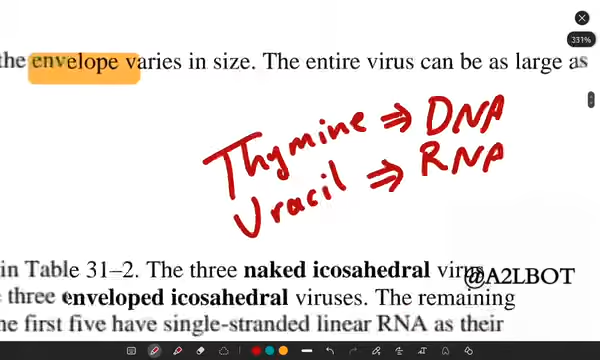 331%
the envelope varies in size. The entire virus can be as large as
Thymine ⇒ DNA
Uracil ⇒ RNA
in Table 31–2. The three naked icosahedral virus
@A2LBOT
three enveloped icosahedral viruses. The remaining
he first five have single-stranded linear RNA as their